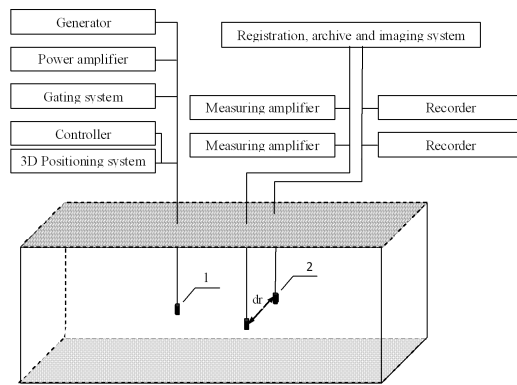 Generator
Power amplifier
Gating system
Controller
3D Positioning system
Registration, archive and imaging system
Measuring amplifier
Recorder
Measuring amplifier
Recorder
1
2
dr